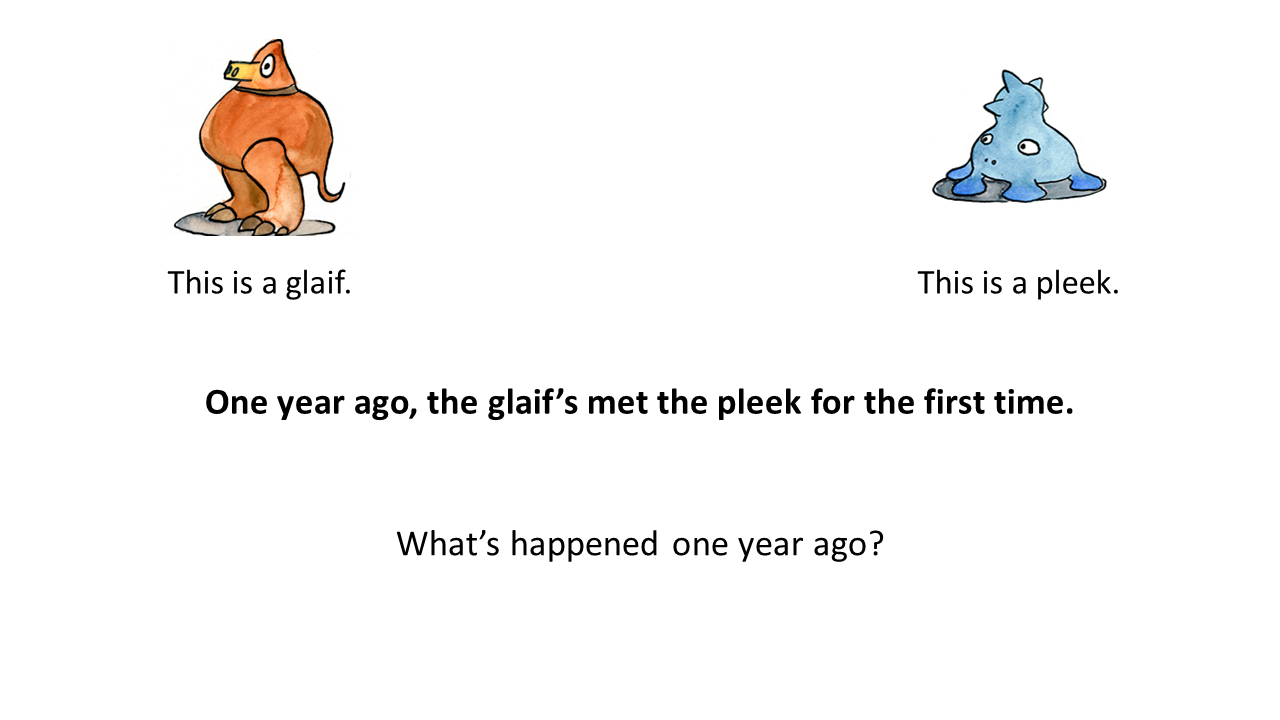 This is a glaif.
This is a pleek.
One year ago, the glaif’s met the pleek for the first time.
What’s happened one year ago?